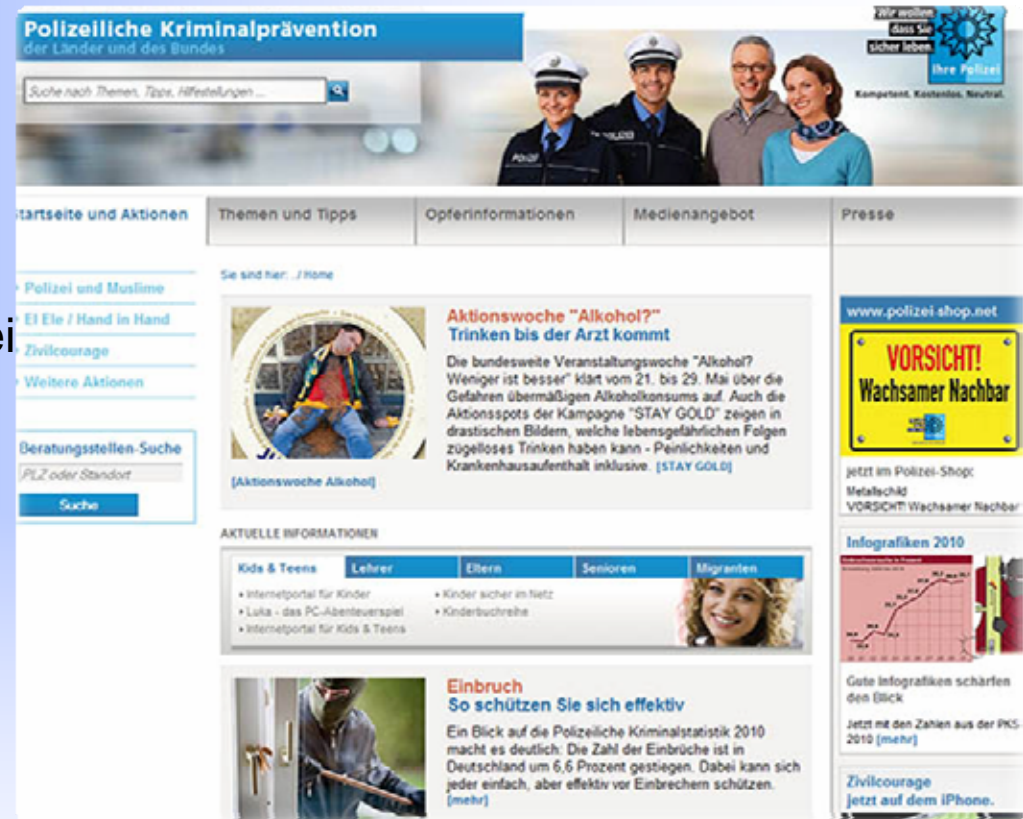 Polizeiliche Kriminalprävention
der Länder und des Bundes
Suche nach Themen, Tipps, Hilfestellungen ...
Wir wollen,
dass Sie
sicher leben.
Ihre Polizei
Kompetent. Kostenlos. Neutral.
tartseite und Aktionen
Themen und Tipps
Opferinformationen
Medienangebot
Presse
Polizei und Muslime
El Ele / Hand in Hand
Zivilcourage
Weitere Aktionen
ei
Beratungsstellen-Suche
PLZ oder Standort
Suche
Sie sind hier: ../ Home
Aktionswoche "Alkohol?"
Trinken bis der Arzt kommt
Die bundesweite Veranstaltungswoche "Alkohol?
Weniger ist besser" klärt vom 21. bis 29. Mai über die
Gefahren übermäßigen Alkoholkonsums auf. Auch die
Aktionsspots der Kampagne "STAY GOLD" zeigen in
drastischen Bildern, welche lebensgefährlichen Folgen
zügelloses Trinken haben kann - Peinlichkeiten und
Krankenhausaufenthalt inklusive. [STAY GOLD]
[Aktionswoche Alkohol]
AKTUELLE INFORMATIONEN
Kids & Teens
Lehrer
Eltern
Senioren
Migranten
• Internetportal für Kinder
• Luka - das PC-Abenteuerspiel
• Internetportal für Kids & Teens
• Kinder sicher im Netz
• Kinderbuchreihe
Einbruch
So schützen Sie sich effektiv
Ein Blick auf die Polizeiliche Kriminalstatistik 2010
macht es deutlich: Die Zahl der Einbrüche ist in
Deutschland um 6,6 Prozent gestiegen. Dabei kann sich
jeder einfach, aber effektiv vor Einbrechern schützen.
[mehr]
www.polizei-shop.net
VORSICHT!
Wachsamer Nachbar
jetzt im Polizei-Shop:
Metallschild
VORSICHT! Wachsamer Nachbar
Infografiken 2010
Gute Infografiken schärfen
den Blick
Jetzt mit den Zahlen aus der PKS
2010 [mehr]
Zivilcourage
jetzt auf dem iPhone.